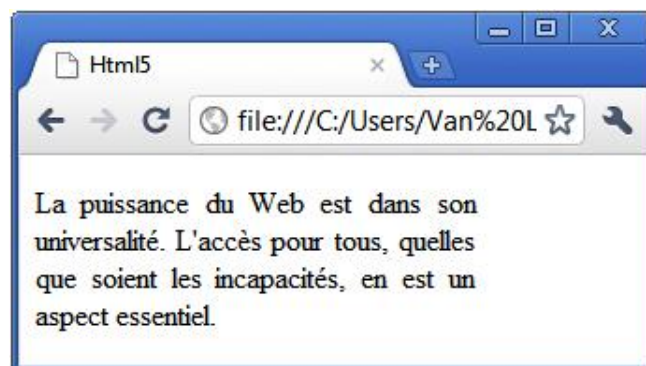 Html5
file:///C:/Users/Van%20L
La puissance du Web est dans son
universalité. L'accès pour tous, quelles
que soient les incapacités, en est un
aspect essentiel.